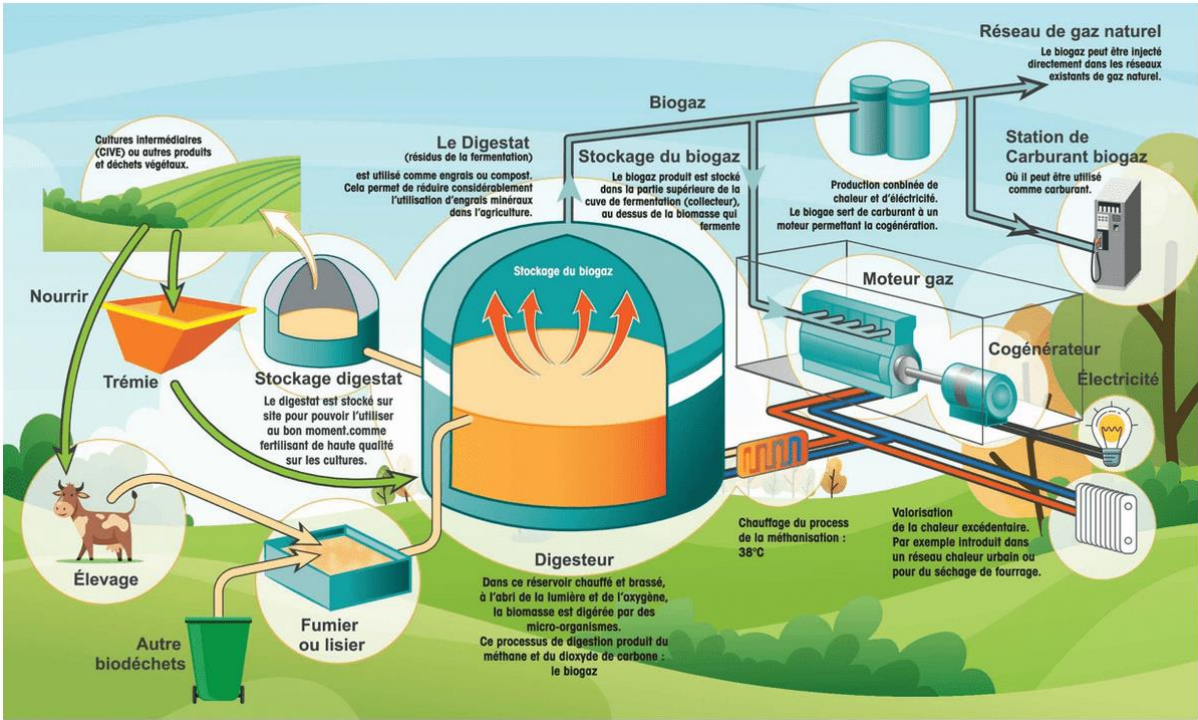 Réseau de gaz naturel
Le biogaz peut être injecté
directement dans les réseaux
existants de gaz naturel.
Biogaz
Cultures intermédiaires
(CIVE) ou autres produits
et déchets végétaux.
Le Digestat
(résidus de la fermentation)
est utilisé comme engrais ou compost.
Cela permet de réduire considérablement
l'utilisation d'engrais minéraux
dans l'agriculture.
Stockage du biogaz
Le biogaz produit est stocké
dans la partie supérieure de la
cuve de fermentation (collecteur),
au dessus de la biomasse qui
fermente
Production conbinée de
chaleur et d'électricité.
Le biogae sert de carburant à un
moteur permettant la cogénération.
Station de
Carburant biogaz
Où il peut être utilisé
comme carburant.
Stockage du biogaz
Moteur gaz
Nourrir
Trémie
Stockage digestat
Le digestat est stocké sur
site pour pouvoir l'utiliser
au bon moment.comme
fertilisant de haute qualité
sur les cultures.
Cogénérateur
Électricité
Chauffage du process
de la méthanisation :
38°C
Valorisation
de la chaleur excédentaire.
Par exemple introduit dans
un réseau chaleur urbain ou
pour du séchage de fourrage.
Élevage
Fumier
ou lisier
Autre
biodéchets
Digesteur
Dans ce réservoir chauffé et brassé,
à l'abri de la lumière et de l'oxygène,
la biomasse est digérée par des
micro-organismes.
Ce processus de digestion produit du
méthane et du dioxyde de carbone :
le biogaz